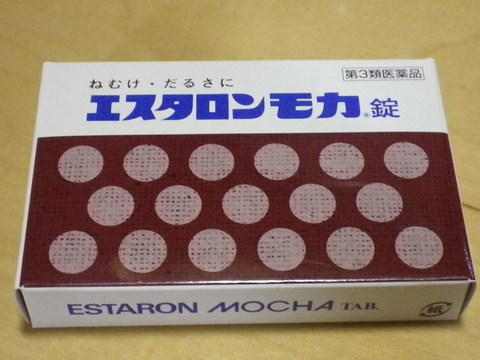 第3類医薬品
ねむけ・だるさに
エスタロンモカ®錠
ESTARON MOCHA TAB.
紙